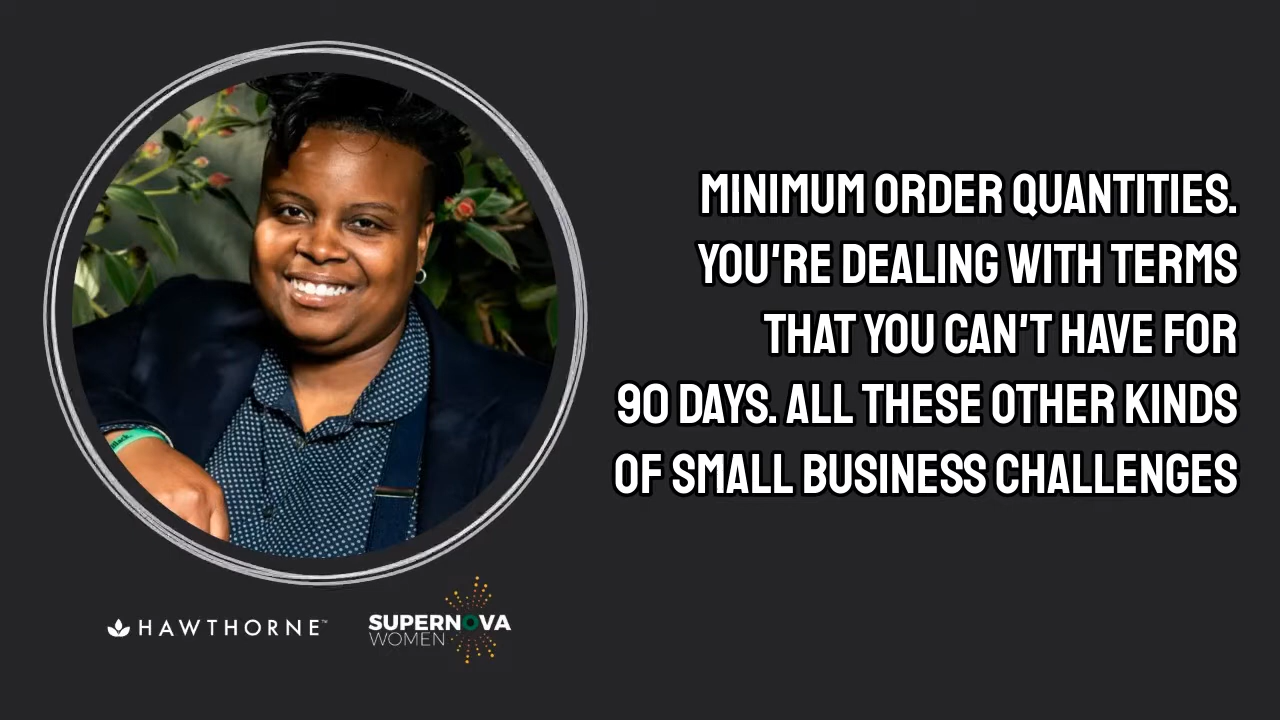 MINIMUM ORDER QUANTITIES.
YOU'RE DEALING WITH TERMS
THAT YOU CAN'T HAVE FOR
90 DAYS. ALL THESE OTHER KINDS
OF SMALL BUSINESS CHALLENGES
HAWTHORNE™
SUPERNOVA
WOMEN